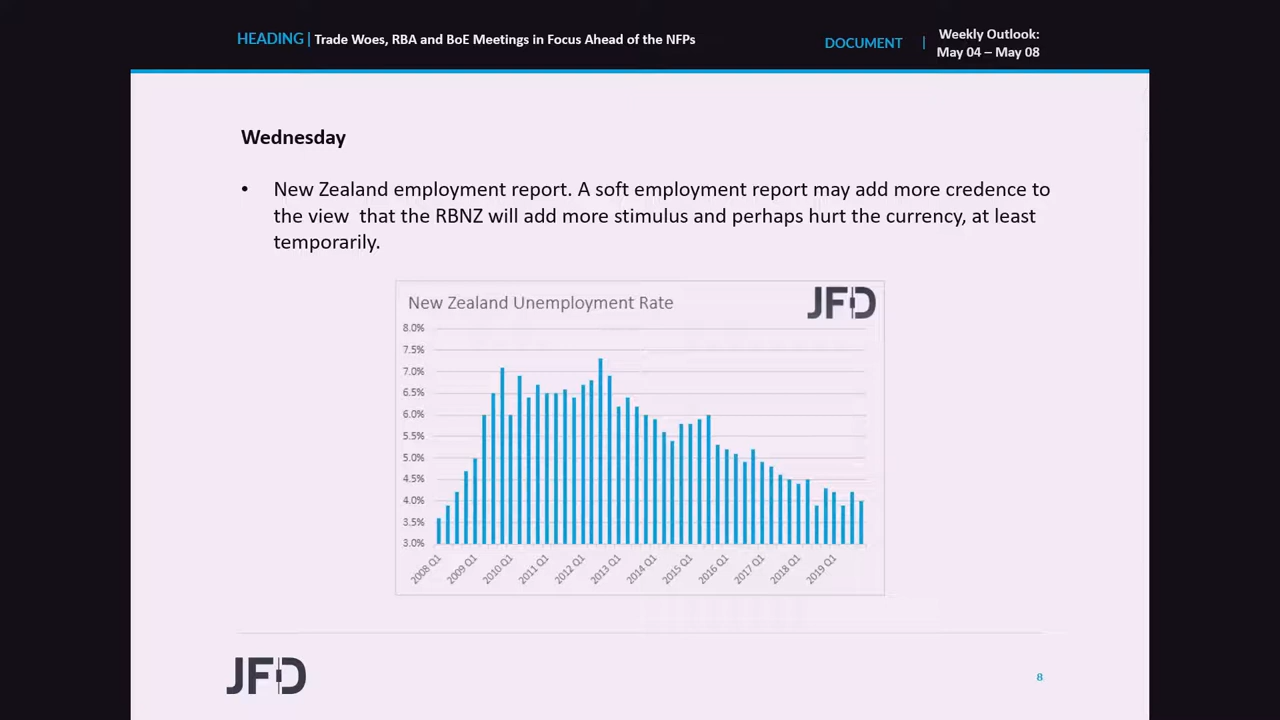 HEADING | Trade Woes, RBA and BoE Meetings in Focus Ahead of the NFPs
DOCUMENT | Weekly Outlook:
May 04 – May 08
Wednesday
• New Zealand employment report. A soft employment report may add more credence to
the view that the RBNZ will add more stimulus and perhaps hurt the currency, at least
temporarily.
New Zealand Unemployment Rate
JFD
8.0%
7.5%
7.0%
6.5%
6.0%
5.5%
5.0%
4.5%
4.0%
3.5%
3.0%
2008 Q1
2009 Q1
2010 Q1
2011 Q1
2012 Q1
2013 Q1
2014 Q1
2015 Q1
2016 Q1
2017 Q1
2018 Q1
2019 Q1
JFD
8